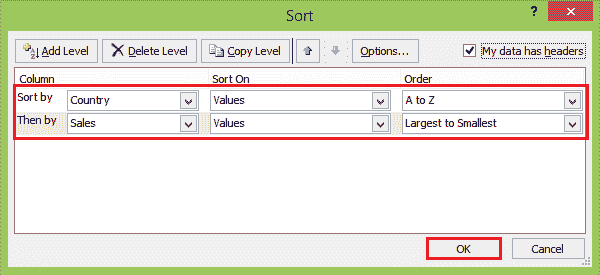 Sort
? 
Add Level Delete Level Copy Level Options... My data has headers
Column Sort On Order
Sort by Country Values A to Z
Then by Sales Values Largest to Smallest
OK Cancel